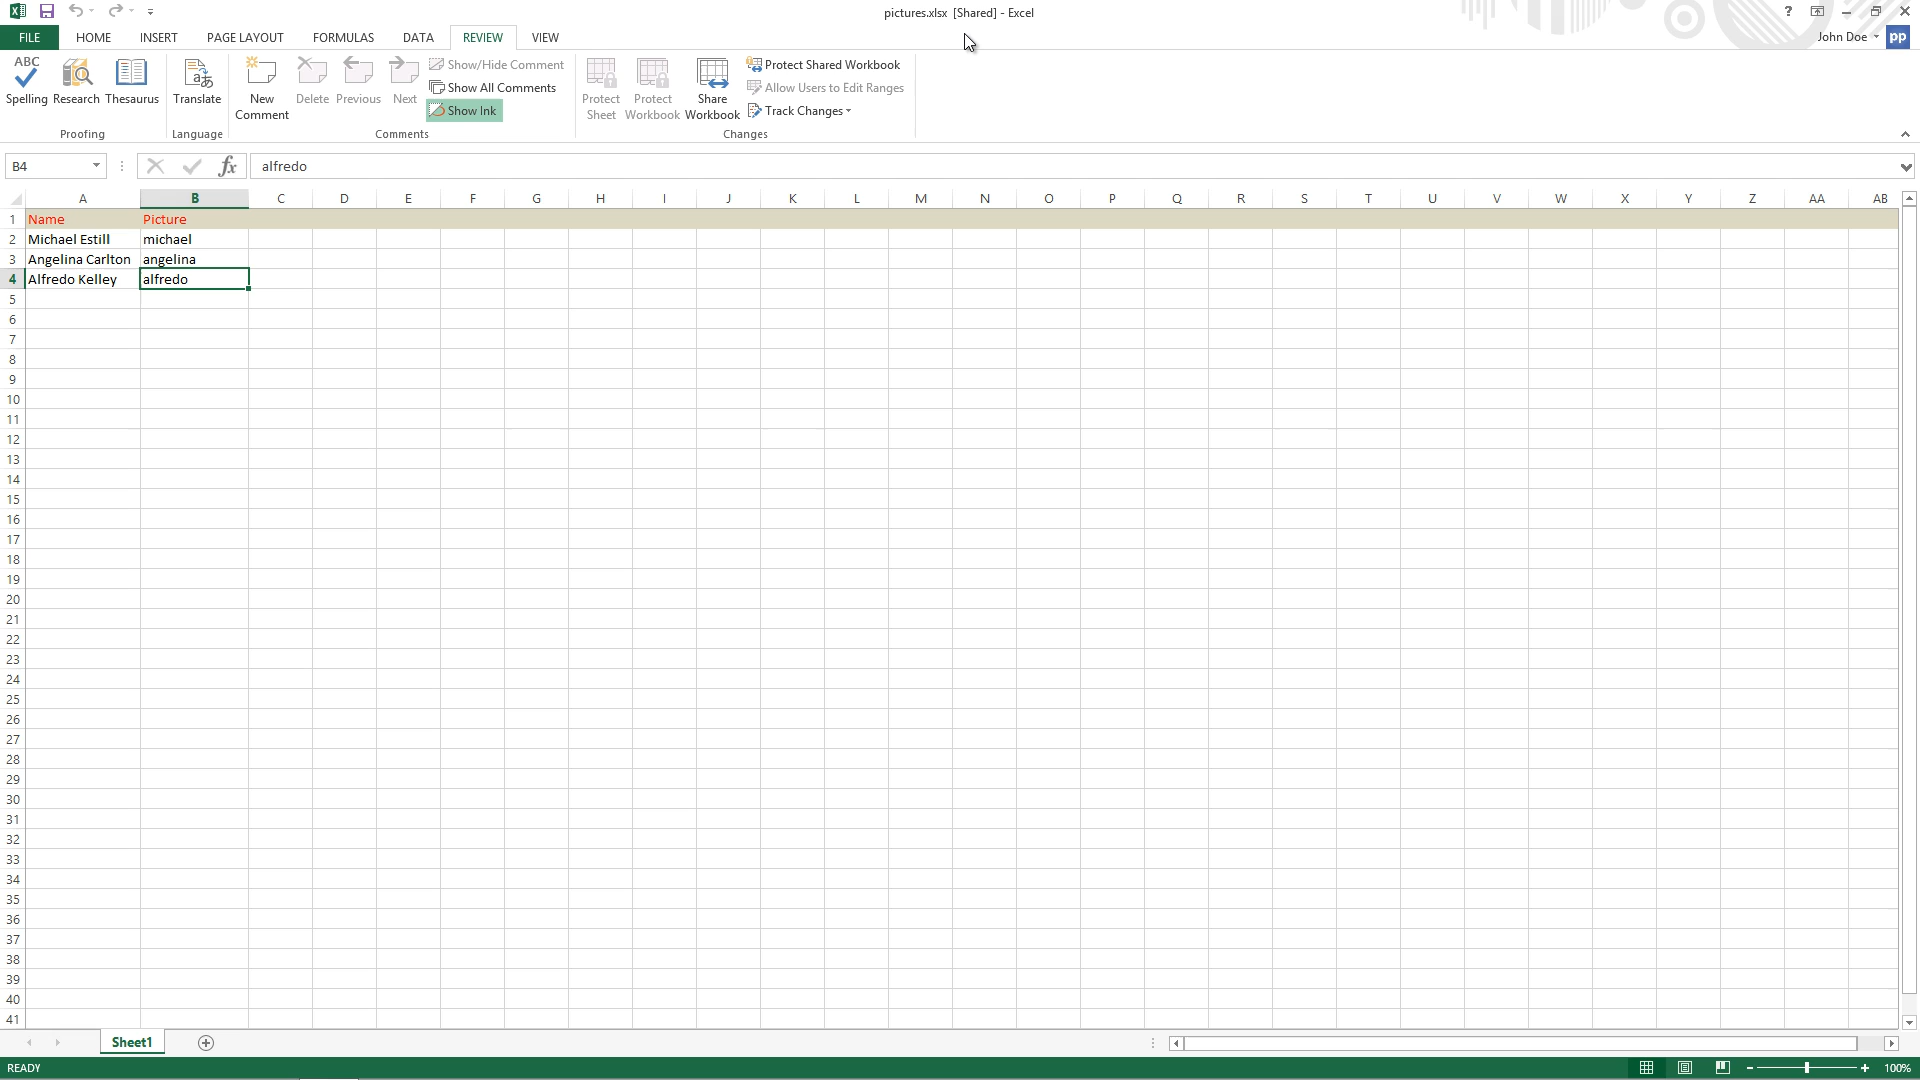 pictures.xlsx [Shared] - Excel
?
FILE HOME INSERT PAGE LAYOUT FORMULAS DATA REVIEW VIEW
John Doe pp
ABC
Spelling Research Thesaurus
Proofing
Translate
Language
New Comment Delete Previous Next
Show/Hide Comment
Show All Comments
Show Ink
Comments
Protect Sheet Protect Workbook Share Workbook
Protect Shared Workbook
Allow Users to Edit Ranges
Track Changes
Changes
B4 fx alfredo
A B C D E F G H I J K L M N O P Q R S T U V W X Y Z AA AB
1 Name Picture
2 Michael Estill michael
3 Angelina Carlton angelina
4 Alfredo Kelley alfredo
5
6
7
8
9
10
11
12
13
14
15
16
17
18
19
20
21
22
23
24
25
26
27
28
29
30
31
32
33
34
35
36
37
38
39
40
41
Sheet1
READY 100%